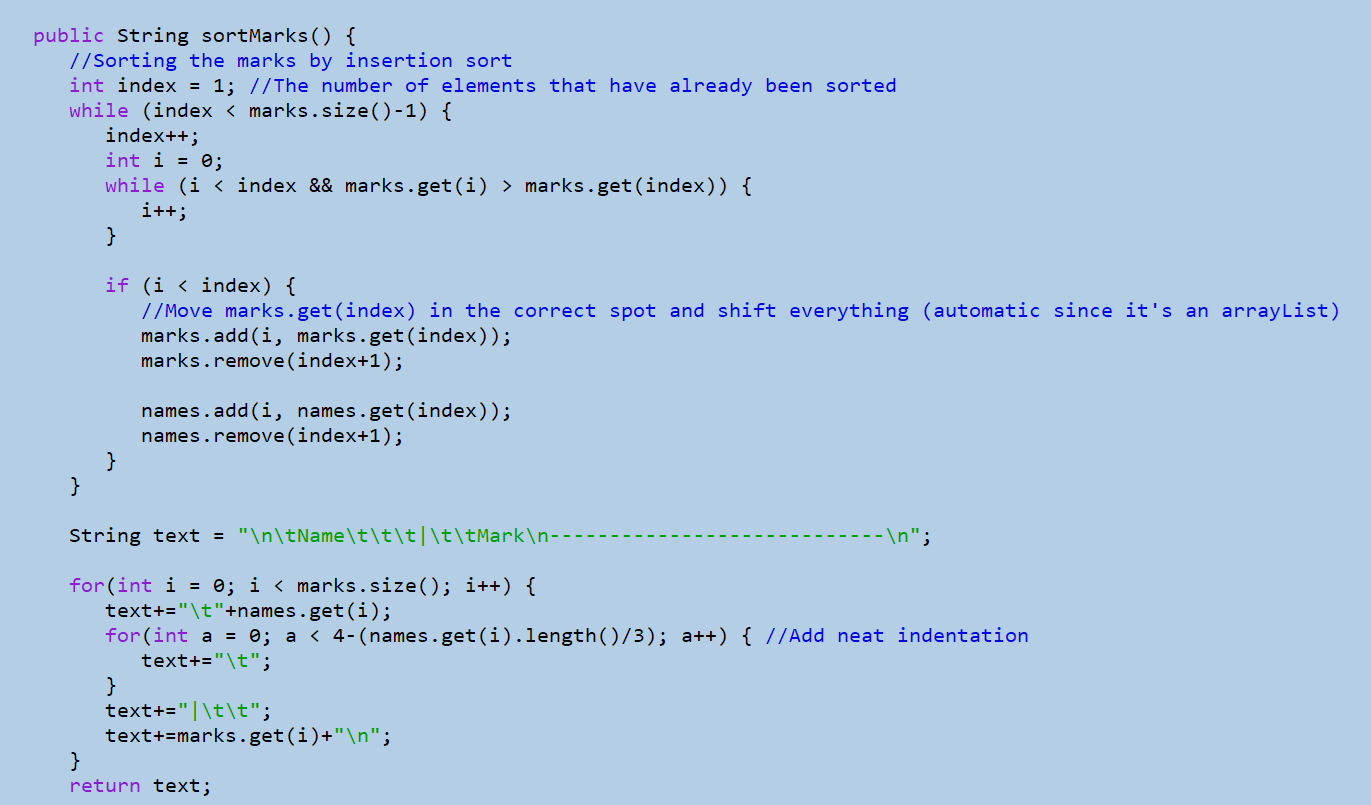 public String sortMarks() {
   //Sorting the marks by insertion sort
   int index = 1; //The number of elements that have already been sorted
   while (index < marks.size()-1) {
      index++;
      int i = 0;
      while (i < index && marks.get(i) > marks.get(index)) {
         i++;
      }

      if (i < index) {
         //Move marks.get(index) in the correct spot and shift everything (automatic since it's an arrayList)
         marks.add(i, marks.get(index));
         marks.remove(index+1);

         names.add(i, names.get(index));
         names.remove(index+1);
      }
   }

   String text = "\n\tName\t\t\t|\t\tMark\n----------------------------\n";

   for(int i = 0; i < marks.size(); i++) {
      text+="\t"+names.get(i);
      for(int a = 0; a < 4-(names.get(i).length()/3); a++) { //Add neat indentation
         text+="\t";
      }
      text+="|\t\t";
      text+=marks.get(i)+"\n";
   }
   return text;